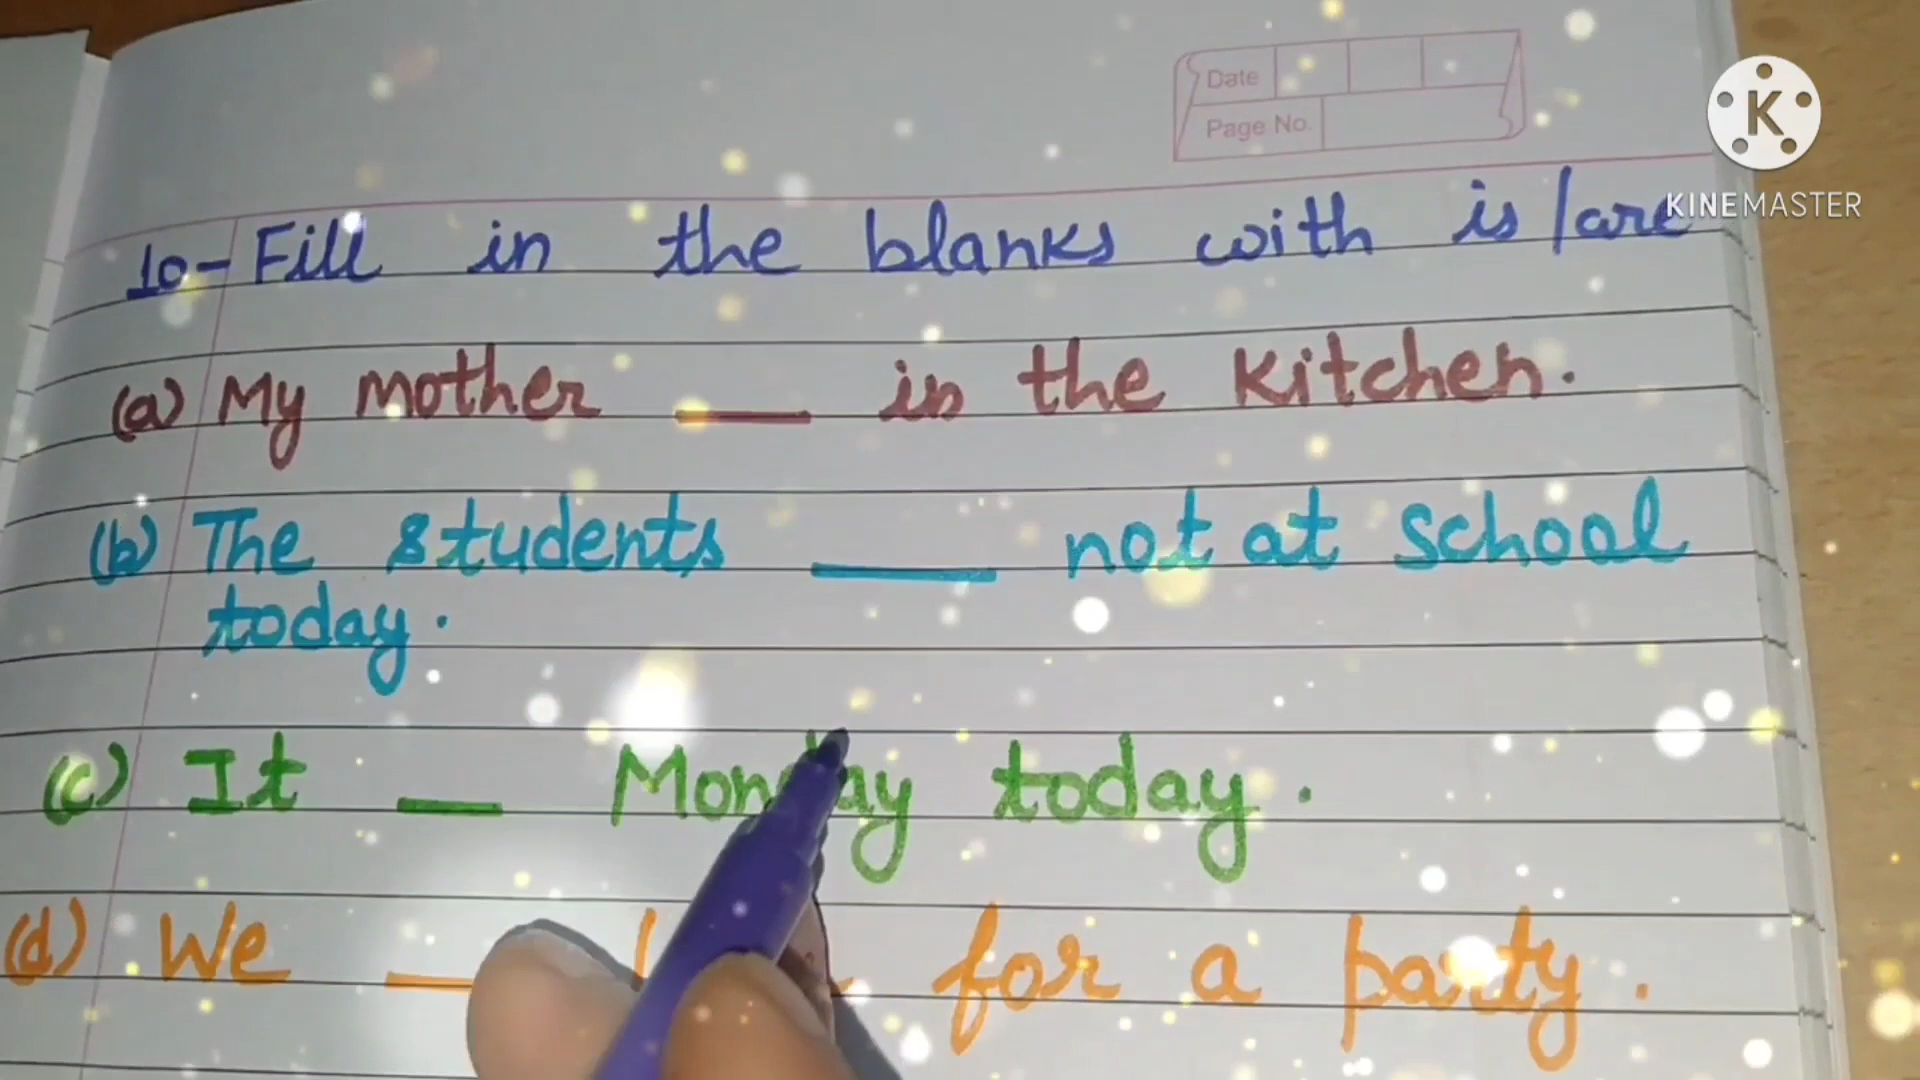 Date
Page No.
KINEMASTER
10- Fill in the blanks with is/are
(a) My mother ___ in the Kitchen.
(b) The students ___ not at school
today.
(c) It ___ Monday today.
(d) We ___ for a party.